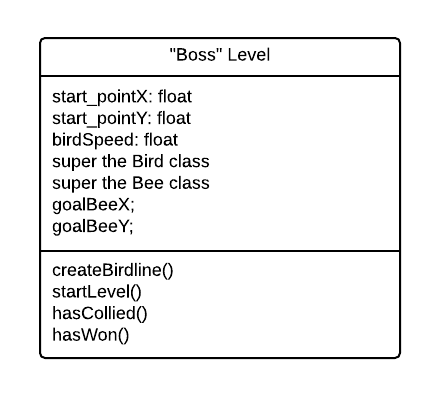 "Boss" Level
start_pointX: float
start_pointY: float
birdSpeed: float
super the Bird class
super the Bee class
goalBeeX;
goalBeeY;
createBirdline()
startLevel()
hasCollied()
hasWon()